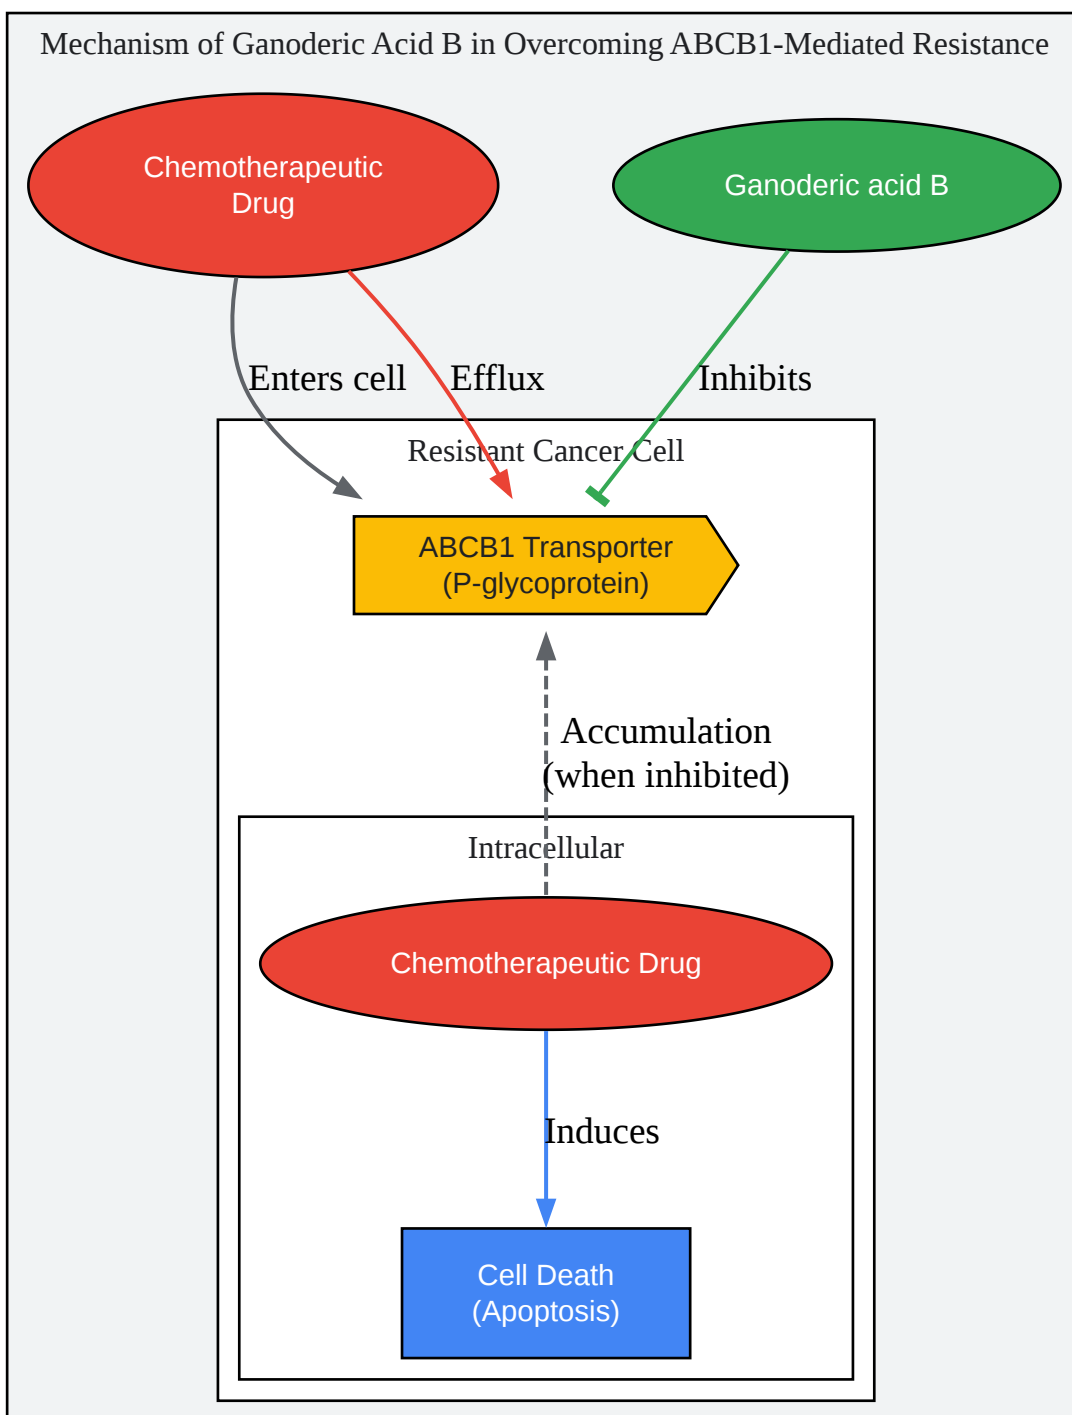 Mechanism of Ganoderic Acid B in Overcoming ABCB1-Mediated Resistance
Chemotherapeutic
Drug
Ganoderic acid B
Enters cell
Efflux
Inhibits
Resistant Cancer Cell
ABCB1 Transporter
(P-glycoprotein)
Accumulation
(when inhibited)
Intracellular
Chemotherapeutic Drug
Induces
Cell Death
(Apoptosis)